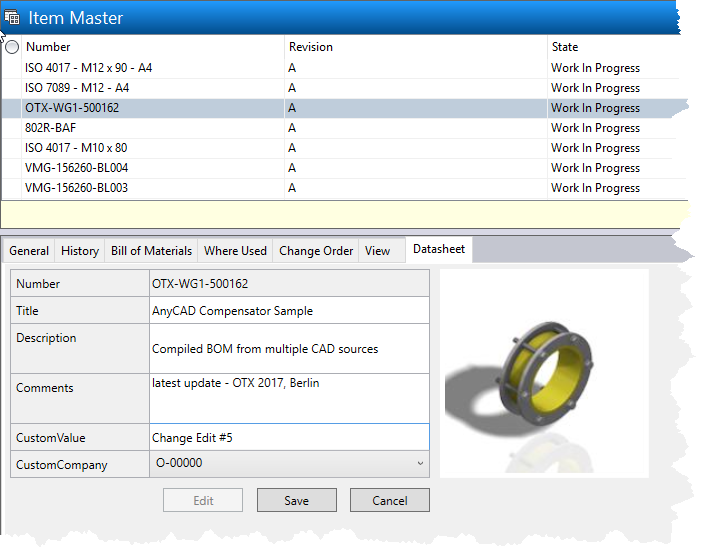 Item Master
Number Revision State
ISO 4017 - M12 x 90 - A4 A Work In Progress
ISO 7089 - M12 - A4 A Work In Progress
OTX-WG1-500162 A Work In Progress
802R-BAF A Work In Progress
ISO 4017 - M10 x 80 A Work In Progress
VMG-156260-BL004 A Work In Progress
VMG-156260-BL003 A Work In Progress
General History Bill of Materials Where Used Change Order View Datasheet
Number OTX-WG1-500162
Title AnyCAD Compensator Sample
Description
Compiled BOM from multiple CAD sources
Comments latest update - OTX 2017, Berlin
CustomValue Change Edit #5
CustomCompany O-00000
Edit Save Cancel